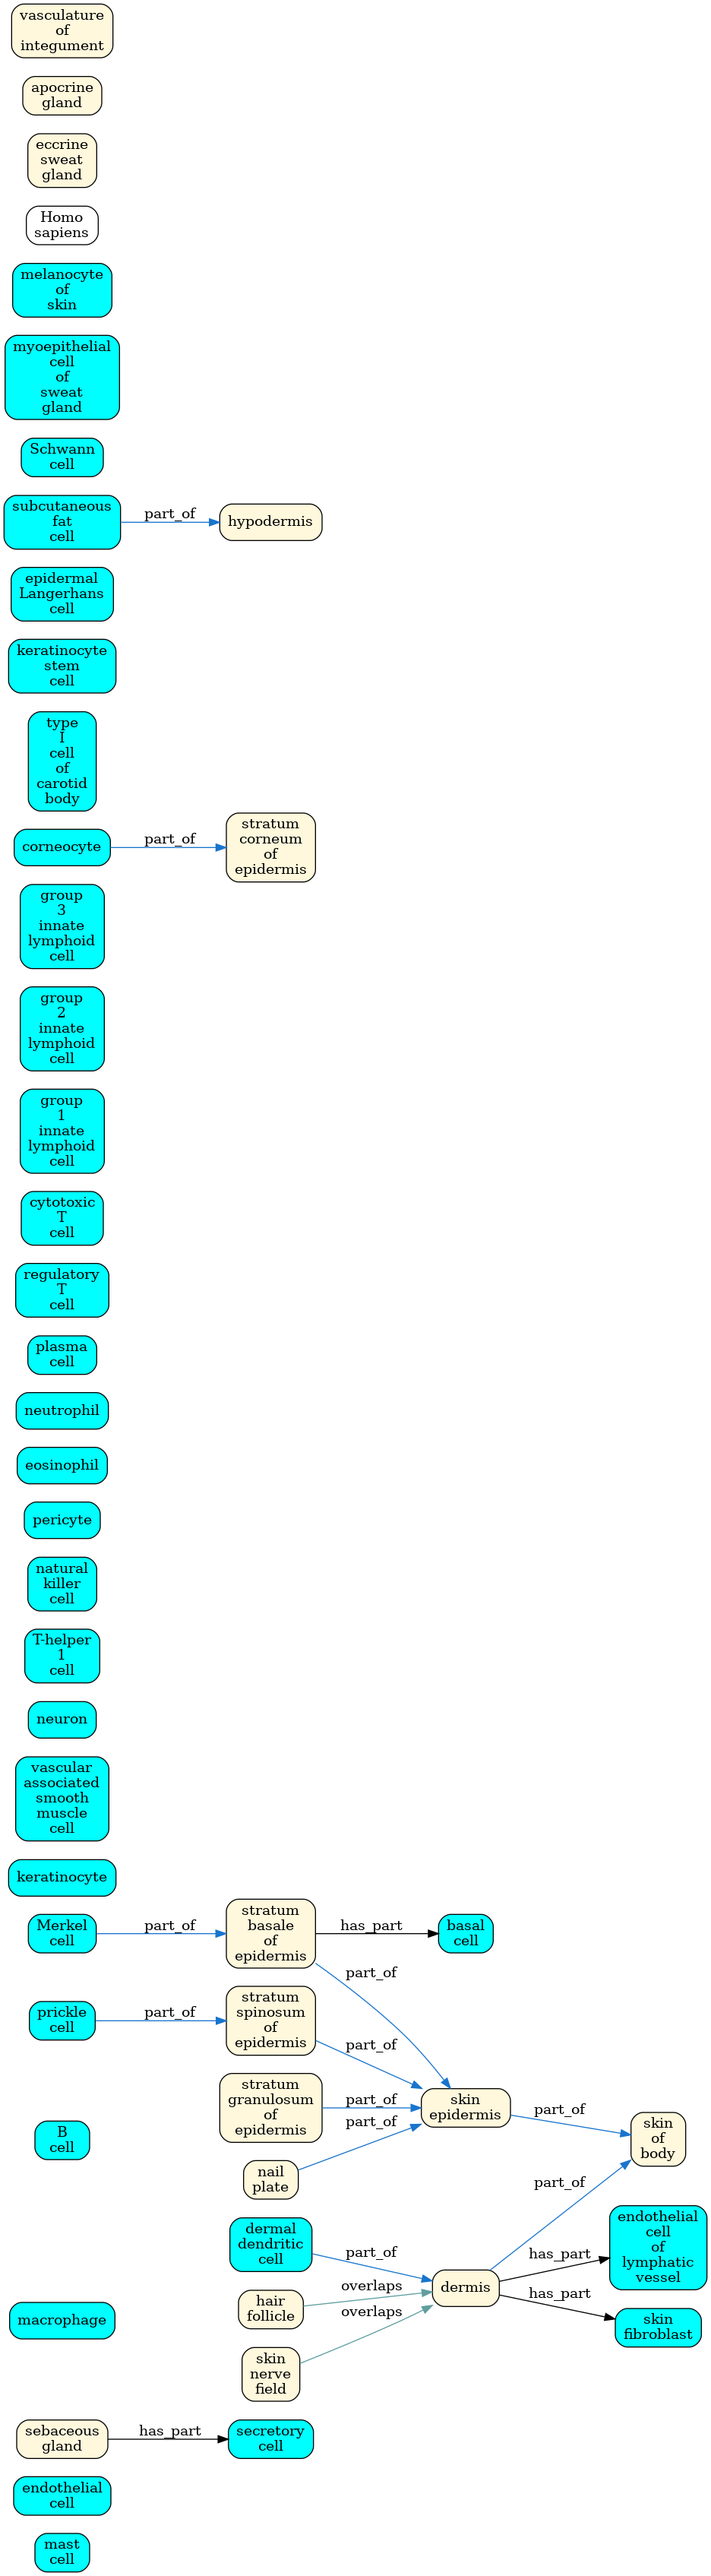 vasculature
of
integument
apocrine
gland
eccrine
sweat
gland
Homo
sapiens
melanocyte
of
skin
myoepithelial
cell
of
sweat
gland
Schwann
cell
subcutaneous
fat
cell
part_of
hypodermis
epidermal
Langerhans
cell
keratinocyte
stem
cell
type
I
cell
of
carotid
body
corneocyte
part_of
stratum
corneum
of
epidermis
group
3
innate
lymphoid
cell
group
2
innate
lymphoid
cell
group
1
innate
lymphoid
cell
cytotoxic
T
cell
regulatory
T
cell
plasma
cell
neutrophil
eosinophil
pericyte
natural
killer
cell
T-helper
1
cell
neuron
vascular
associated
smooth
muscle
cell
keratinocyte
Merkel
cell
part_of
stratum
basale
of
epidermis
has_part
basal
cell
part_of
prickle
cell
part_of
stratum
spinosum
of
epidermis
part_of
stratum
granulosum
of
epidermis
part_of
part_of
skin
epidermis
part_of
skin
of
body
B
cell
nail
plate
part_of
dermal
dendritic
cell
part_of
endothelial
cell
of
lymphatic
vessel
has_part
dermis
has_part
hair
follicle
overlaps
overlaps
macrophage
skin
fibroblast
skin
nerve
field
sebaceous
gland
has_part
secretory
cell
endothelial
cell
mast
cell